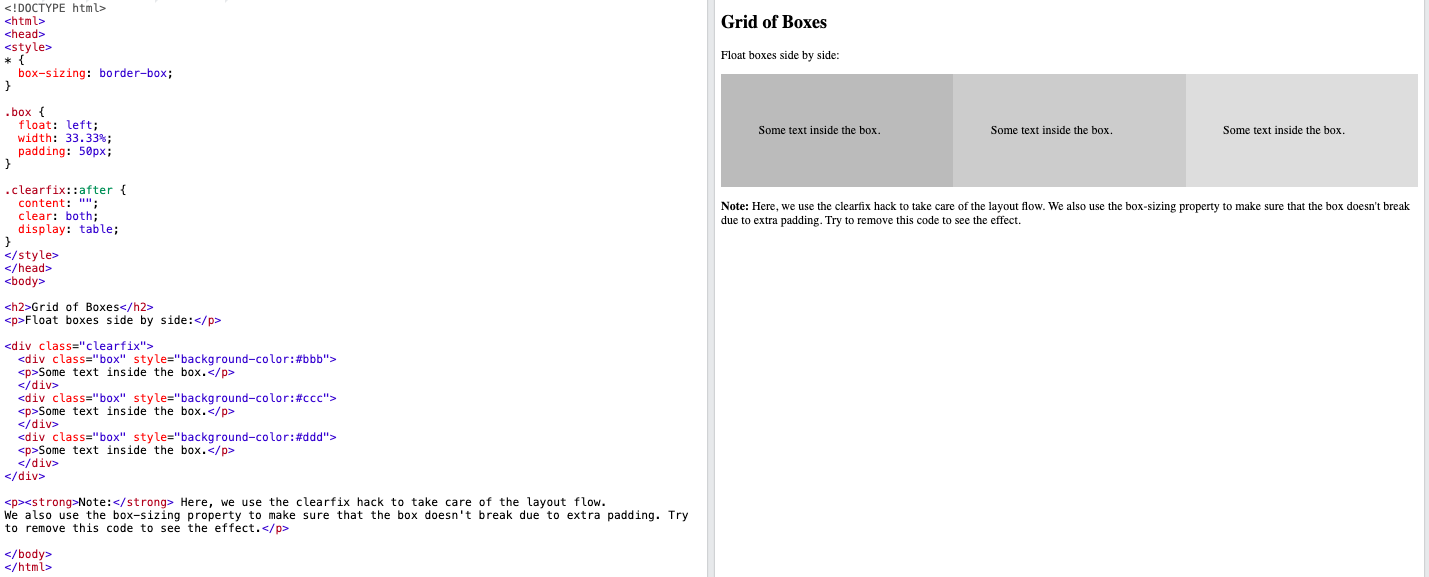 <!DOCTYPE html>
<html>
<head>
<style>
* {
  box-sizing: border-box;
}

.box {
  float: left;
  width: 33.33%;
  padding: 50px;
}

.clearfix::after {
  content: "";
  clear: both;
  display: table;
}
</style>
</head>
<body>

<h2>Grid of Boxes</h2>
<p>Float boxes side by side:</p>

<div class="clearfix">
  <div class="box" style="background-color:#bbb">
  <p>Some text inside the box.</p>
  </div>
  <div class="box" style="background-color:#ccc">
  <p>Some text inside the box.</p>
  </div>
  <div class="box" style="background-color:#ddd">
  <p>Some text inside the box.</p>
  </div>
</div>

<p><strong>Note:</strong> Here, we use the clearfix hack to take care of the layout flow.
We also use the box-sizing property to make sure that the box doesn't break due to extra padding. Try
to remove this code to see the effect.</p>

</body>
</html>
Grid of Boxes
Float boxes side by side:
Some text inside the box.
Some text inside the box.
Some text inside the box.
Note: Here, we use the clearfix hack to take care of the layout flow. We also use the box-sizing property to make sure that the box doesn't break
due to extra padding. Try to remove this code to see the effect.